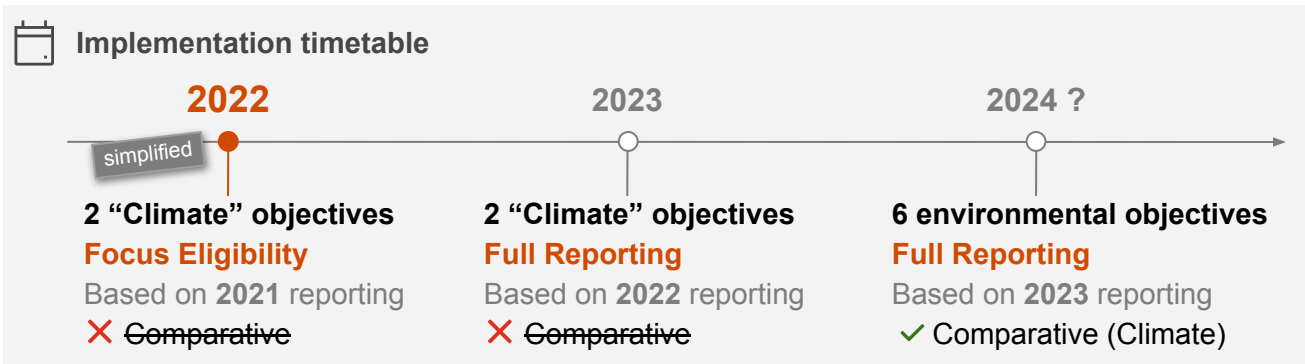 Implementation timetable
2022
2023
2024 ?
simplified
2 “Climate” objectives
Focus Eligibility
Based on 2021 reporting
Comparative
2 “Climate” objectives
Full Reporting
Based on 2022 reporting
Comparative
6 environmental objectives
Full Reporting
Based on 2023 reporting
Comparative (Climate)